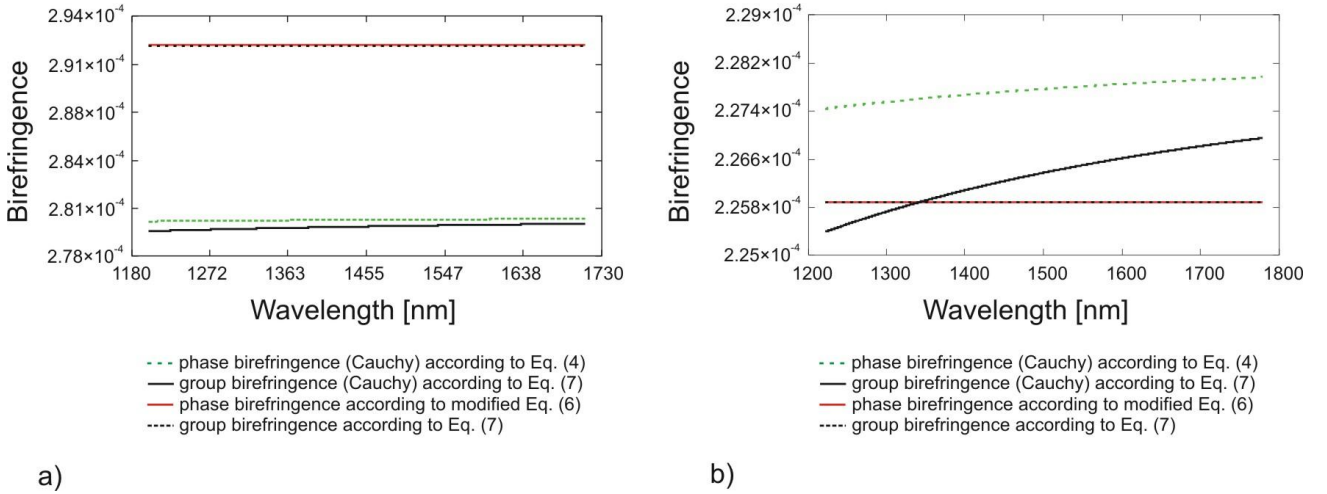 Birefringence
2.94×10⁻⁴
2.91×10⁻⁴
2.88×10⁻⁴
2.84×10⁻⁴
2.81×10⁻⁴
2.78×10⁻⁴
1180 1272 1363 1455 1547 1638 1730
Wavelength [nm]
phase birefringence (Cauchy) according to Eq. (4)
group birefringence (Cauchy) according to Eq. (7)
phase birefringence according to modified Eq. (6)
group birefringence according to Eq. (7)
a)
Birefringence
2.29×10⁻⁴
2.282×10⁻⁴
2.274×10⁻⁴
2.266×10⁻⁴
2.258×10⁻⁴
2.25×10⁻⁴
1200 1300 1400 1500 1600 1700 1800
Wavelength [nm]
phase birefringence (Cauchy) according to Eq. (4)
group birefringence (Cauchy) according to Eq. (7)
phase birefringence according to modified Eq. (6)
group birefringence according to Eq. (7)
b)